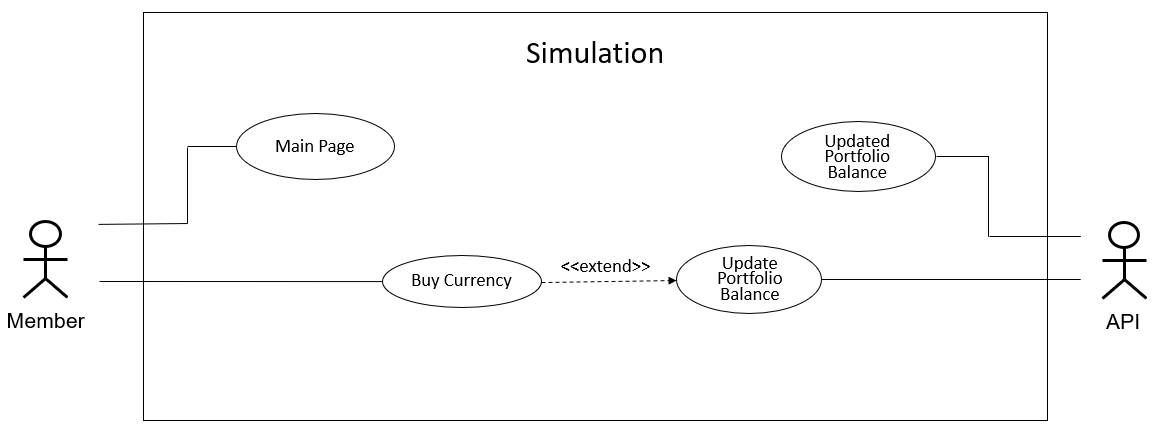 Simulation
Main Page
Updated
Portfolio
Balance
Buy Currency
<<extend>>
Update
Portfolio
Balance
Member
API